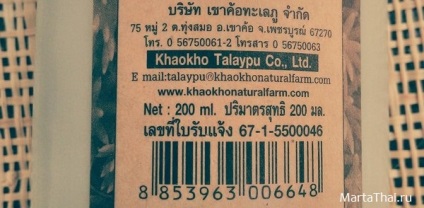 บริษัท เขาค้อทะเลภู จำกัด
75 หมู่ 2 ต.ทุ่งสมอ อ.เขาค้อ จ.เพชรบูรณ์ 67270
โทร. 0 56750061-2 โทรสาร 0 56750063
Khaokho Talaypu Co., Ltd.
E mail:talaypu@khaokhonaturalfarm.com
www.khaokhonaturalfarm.com
Net : 200 ml. ปริมาตรสุทธิ 200 มล.
เลขที่ใบรับแจ้ง 67-1-5500046
8 853963 006648
MartaThai.ru